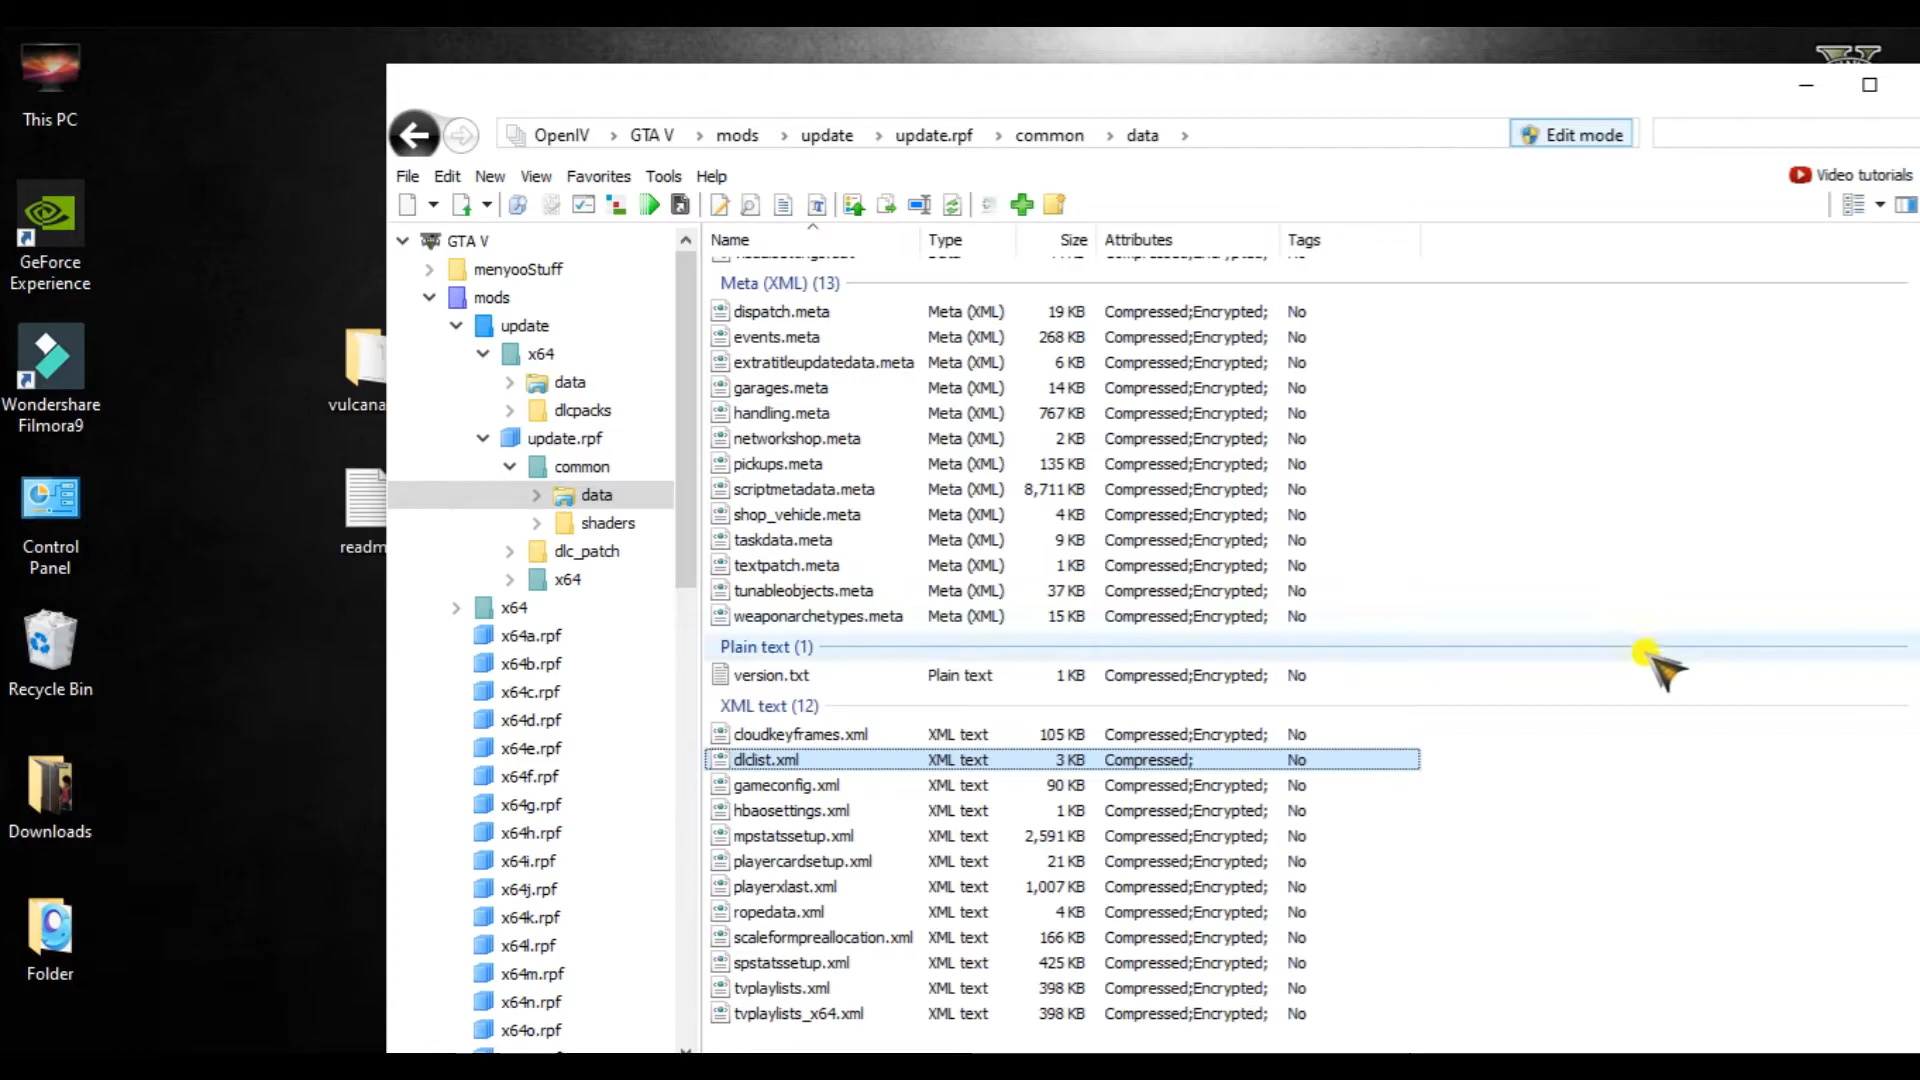 This PC
GeForce
Experience
Wondershare
Filmora9
Control
Panel
Recycle Bin
Downloads
Folder
vulcana
readm
OpenIV > GTA V > mods > update > update.rpf > common > data >
Edit mode
File Edit New View Favorites Tools Help
Video tutorials
GTA V
menyooStuff
mods
update
x64
data
dlcpacks
update.rpf
common
data
shaders
dlc_patch
x64
x64
x64a.rpf
x64b.rpf
x64c.rpf
x64d.rpf
x64e.rpf
x64f.rpf
x64g.rpf
x64h.rpf
x64i.rpf
x64j.rpf
x64k.rpf
x64l.rpf
x64m.rpf
x64n.rpf
x64o.rpf
Name Type Size Attributes Tags
Meta (XML) (13)
dispatch.meta Meta (XML) 19 KB Compressed;Encrypted; No
events.meta Meta (XML) 268 KB Compressed;Encrypted; No
extratitleupdatedata.meta Meta (XML) 6 KB Compressed;Encrypted; No
garages.meta Meta (XML) 14 KB Compressed;Encrypted; No
handling.meta Meta (XML) 767 KB Compressed;Encrypted; No
networkshop.meta Meta (XML) 2 KB Compressed;Encrypted; No
pickups.meta Meta (XML) 135 KB Compressed;Encrypted; No
scriptmetadata.meta Meta (XML) 8,711 KB Compressed;Encrypted; No
shop_vehicle.meta Meta (XML) 4 KB Compressed;Encrypted; No
taskdata.meta Meta (XML) 9 KB Compressed;Encrypted; No
textpatch.meta Meta (XML) 1 KB Compressed;Encrypted; No
tunableobjects.meta Meta (XML) 37 KB Compressed;Encrypted; No
weaponarchetypes.meta Meta (XML) 15 KB Compressed;Encrypted; No
Plain text (1)
version.txt Plain text 1 KB Compressed;Encrypted; No
XML text (12)
cloudkeyframes.xml XML text 105 KB Compressed;Encrypted; No
dlclist.xml XML text 3 KB Compressed; No
gameconfig.xml XML text 90 KB Compressed;Encrypted; No
hbaosettings.xml XML text 1 KB Compressed;Encrypted; No
mpstatssetup.xml XML text 2,591 KB Compressed;Encrypted; No
playercardsetup.xml XML text 21 KB Compressed;Encrypted; No
playerxlast.xml XML text 1,007 KB Compressed;Encrypted; No
ropedata.xml XML text 4 KB Compressed;Encrypted; No
scaleformpreallocation.xml XML text 166 KB Compressed;Encrypted; No
spstatssetup.xml XML text 425 KB Compressed;Encrypted; No
tvplaylists.xml XML text 398 KB Compressed;Encrypted; No
tvplaylists_x64.xml XML text 398 KB Compressed;Encrypted; No